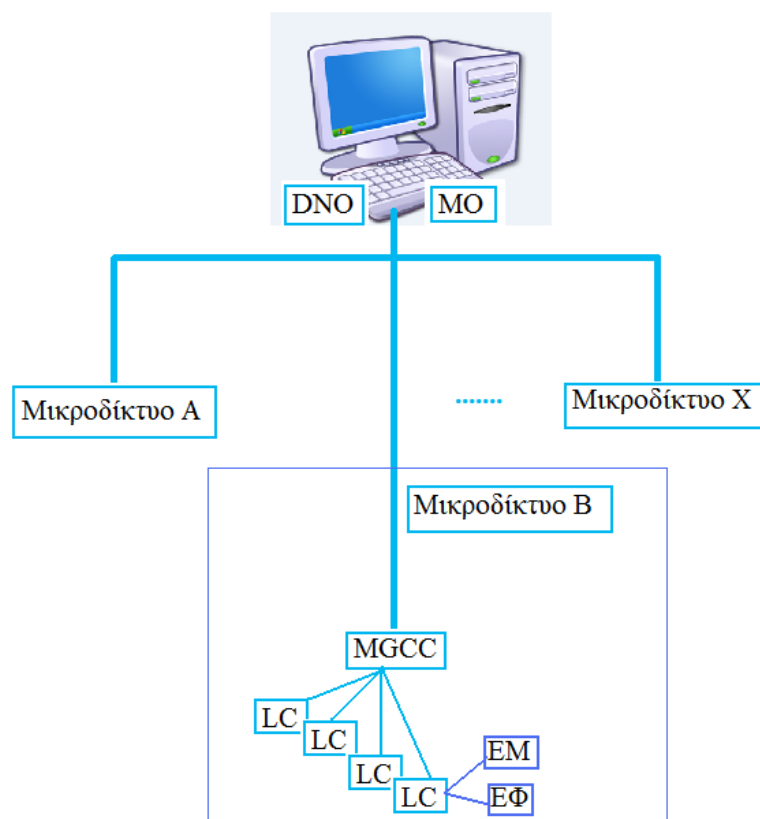 DNO
MO
Μικροδίκτυο Α
.......
Μικροδίκτυο Χ
Μικροδίκτυο Β
MGCC
LC
LC
LC
LC
ΕΜ
ΕΦ